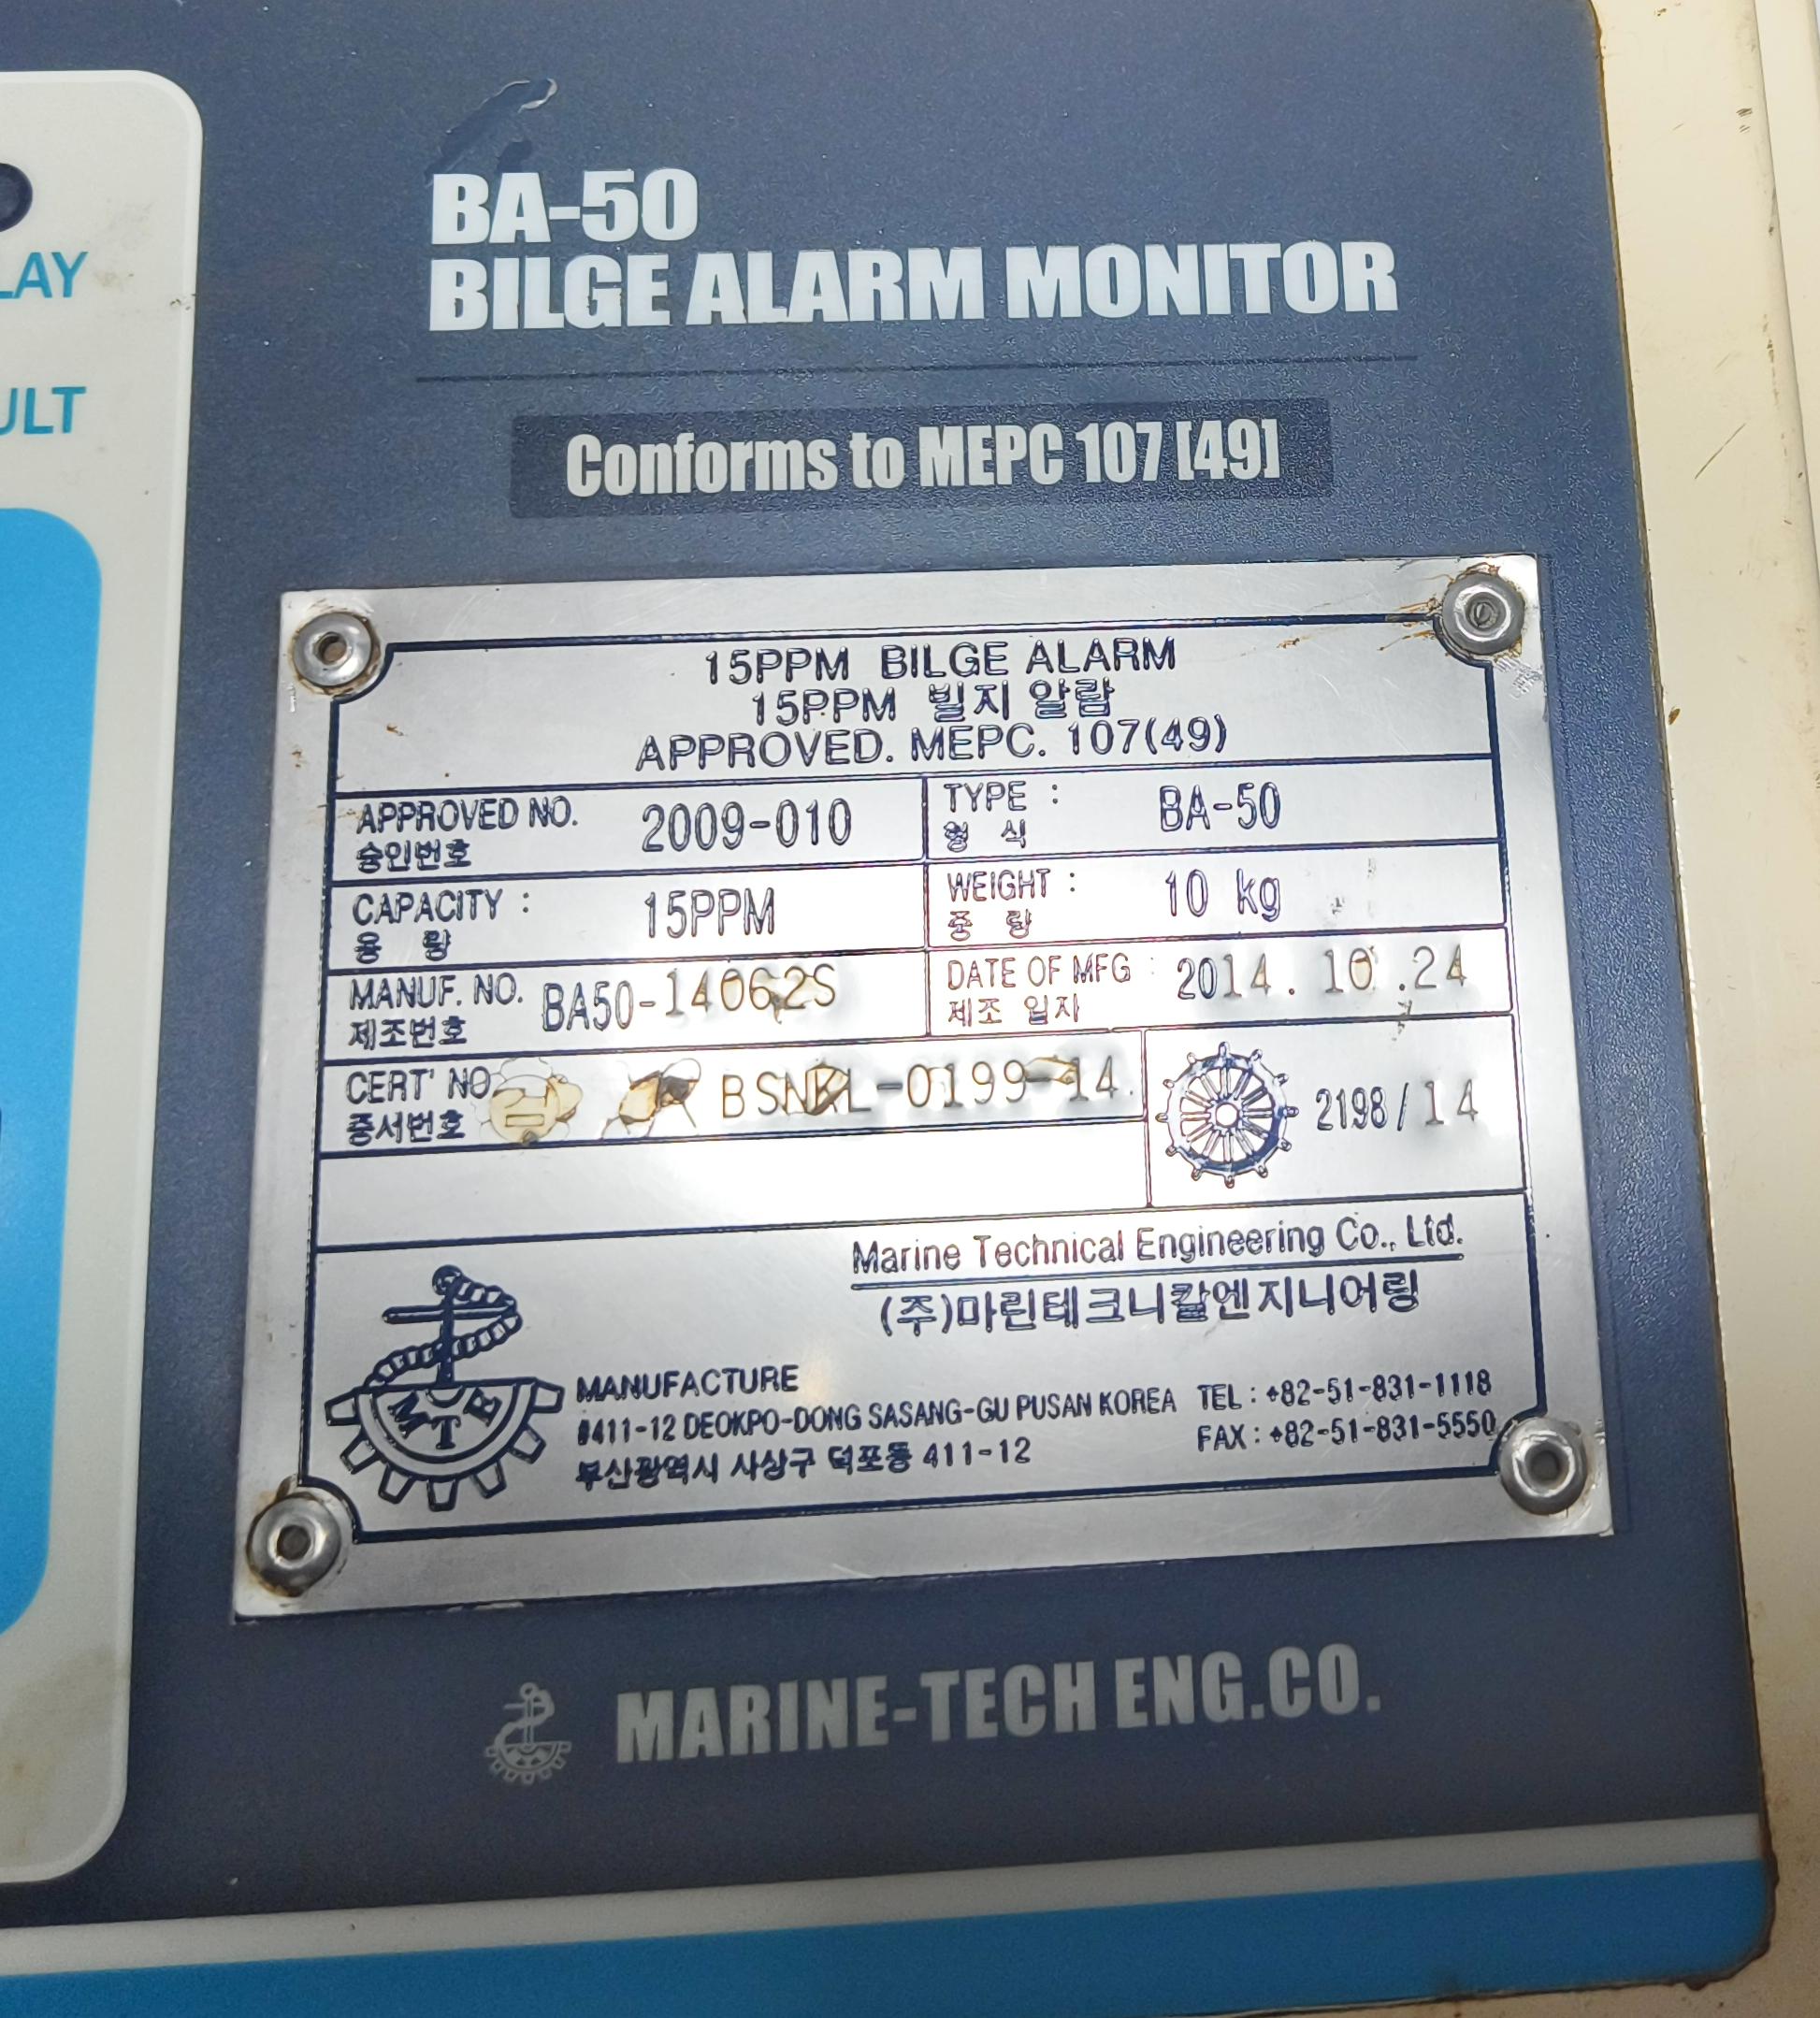 LAY
ULT
BA-50
BILGE ALARM MONITOR
Conforms to MEPC 107 [49]
15PPM BILGE ALARM
15PPM 빌지 알람
APPROVED. MEPC. 107(49)
APPROVED NO. 2009-010 TYPE : BA-50
승인번호 형 식
CAPACITY : 15PPM WEIGHT : 10 kg
용 량 중 량
MANUF. NO. BA50-14062S DATE OF MFG : 2014.10.24
제조번호 제조 일자
CERT' NO. BSNKL-0199-14.
증서번호
2198/14
Marine Technical Engineering Co., Ltd.
(주)마린테크니칼엔지니어링
MTE
MANUFACTURE
#411-12 DEOKPO-DONG SASANG-GU PUSAN KOREA TEL : +82-51-831-1118
부산광역시 사상구 덕포동 411-12 FAX : +82-51-831-5550
MARINE-TECH ENG.CO.